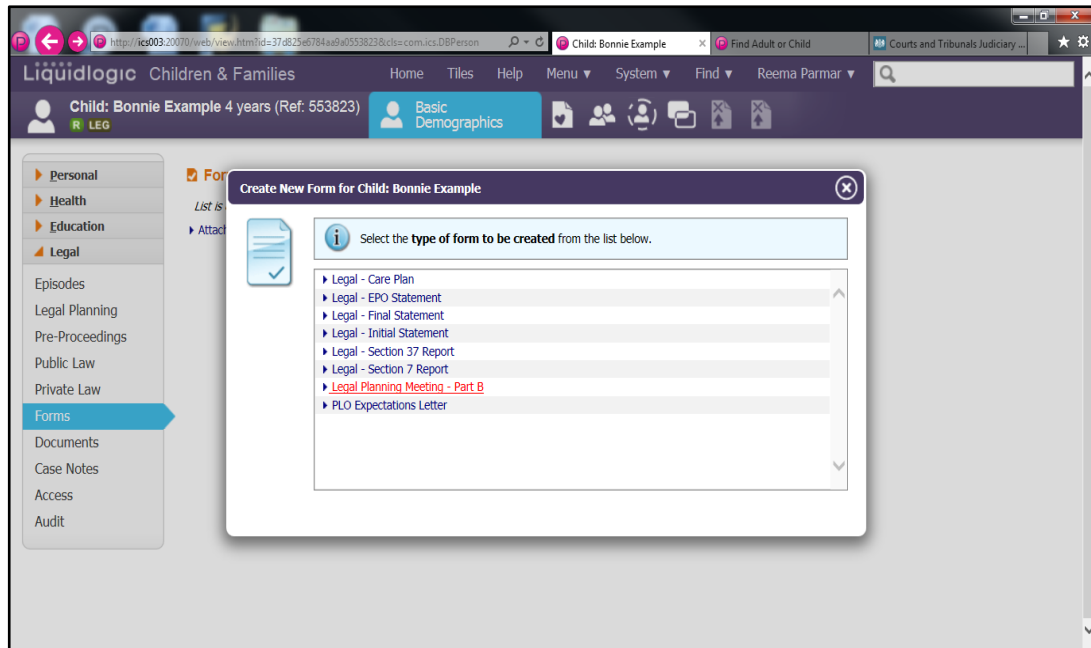 http://ics003:20070/web/view.htm?id=37d825e6784aa9a0553823&cls=com.ics.DBPerson
Child: Bonnie Example
Find Adult or Child
Courts and Tribunals Judiciary ...
Liquidlogic Children & Families
Home Tiles Help Menu ▼ System ▼ Find ▼ Reema Parmar ▼
Child: Bonnie Example 4 years (Ref: 553823)
R LEG
Basic
Demographics
Personal
Health
Education
Legal
Episodes
Legal Planning
Pre-Proceedings
Public Law
Private Law
Forms
Documents
Case Notes
Access
Audit
For
List is
Attach
Create New Form for Child: Bonnie Example
Select the type of form to be created from the list below.
Legal - Care Plan
Legal - EPO Statement
Legal - Final Statement
Legal - Initial Statement
Legal - Section 37 Report
Legal - Section 7 Report
Legal Planning Meeting - Part B
PLO Expectations Letter